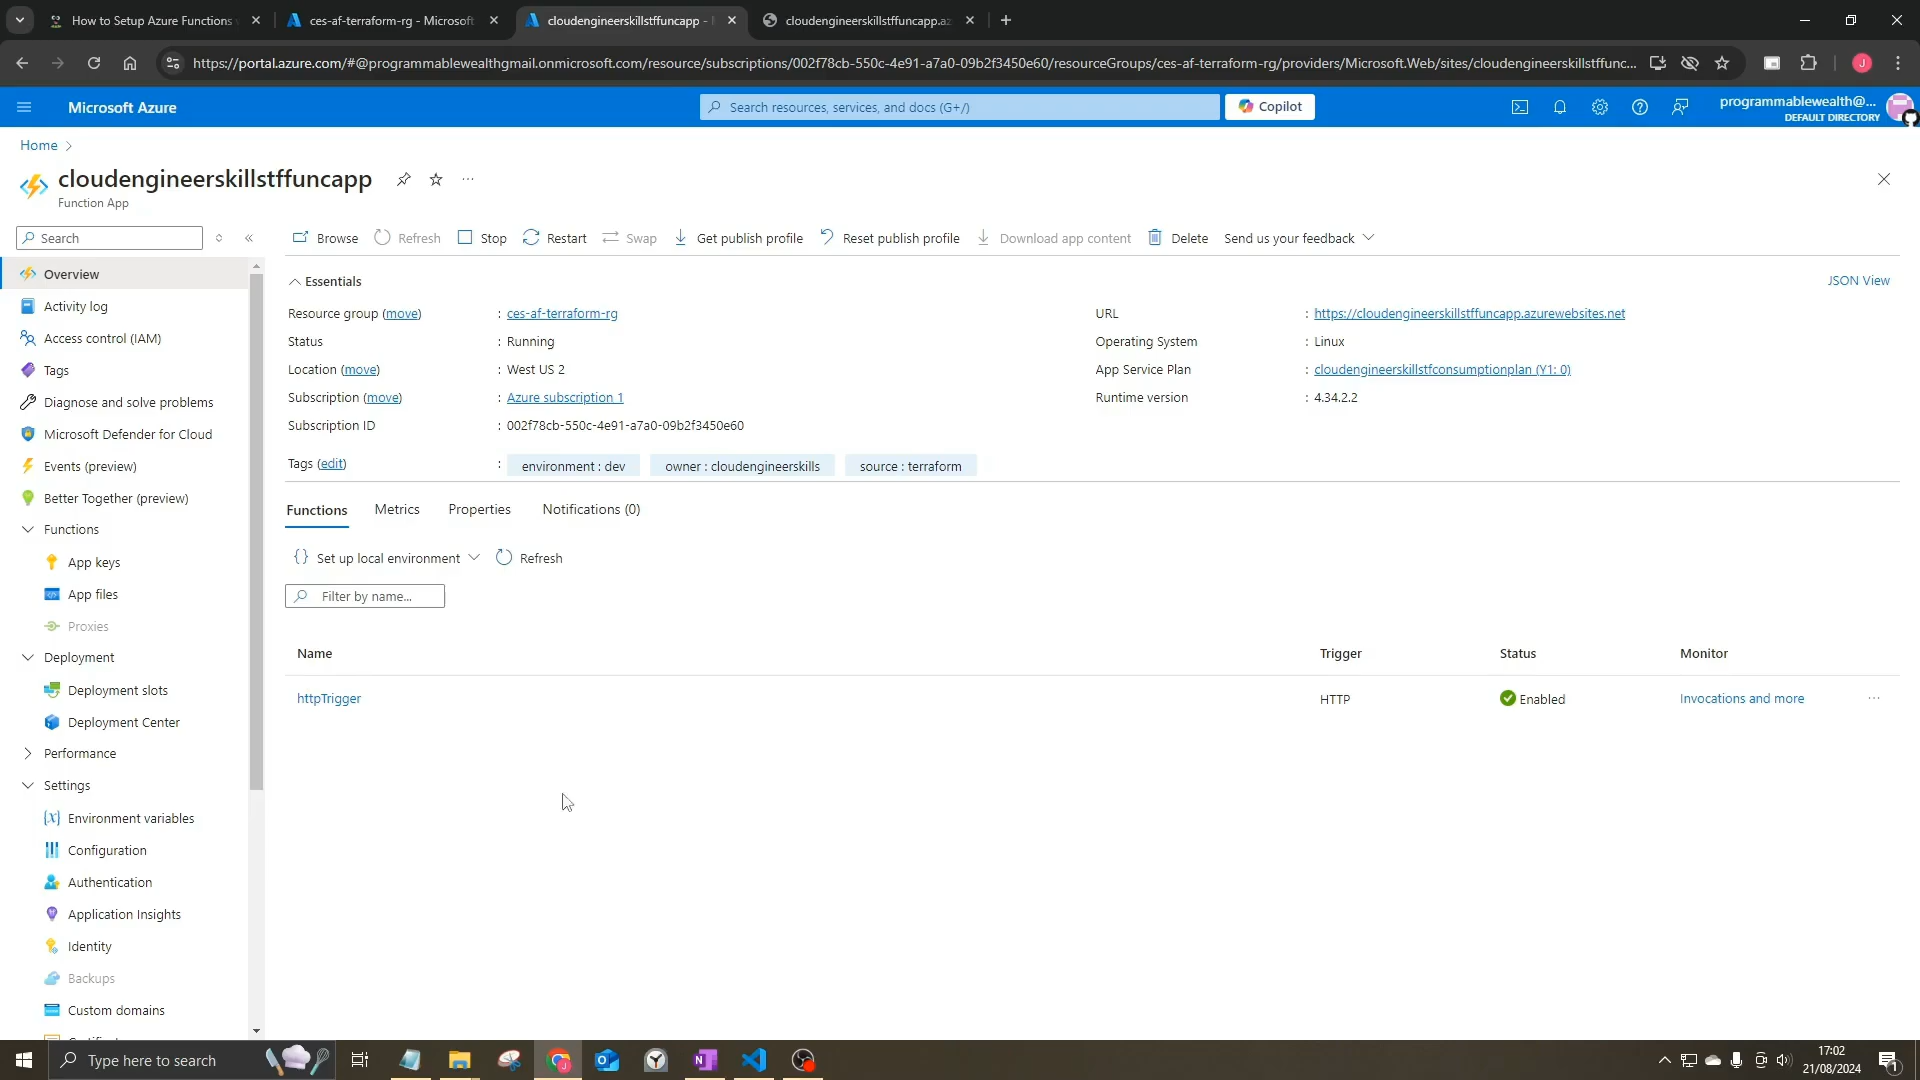 How to Setup Azure Functions
ces-af-terraform-rg - Microsoft
cloudengineerskillstffuncapp -
cloudengineerskillstffuncapp.az
https://portal.azure.com/#@programmablewealthgmail.onmicrosoft.com/resource/subscriptions/002f78cb-550c-4e91-a7a0-09b2f3450e60/resourceGroups/ces-af-terraform-rg/providers/Microsoft.Web/sites/cloudengineerskillstffunc...
J
Microsoft Azure
Search resources, services, and docs (G+/)
Copilot
programmablewealth@...
DEFAULT DIRECTORY
Home
cloudengineerskillstffuncapp
Function App
Search
Browse
Refresh
Stop
Restart
Swap
Get publish profile
Reset publish profile
Download app content
Delete
Send us your feedback
Overview
Activity log
Access control (IAM)
Tags
Diagnose and solve problems
Microsoft Defender for Cloud
Events (preview)
Better Together (preview)
Functions
App keys
App files
Proxies
Deployment
Deployment slots
Deployment Center
Performance
Settings
Environment variables
Configuration
Authentication
Application Insights
Identity
Backups
Custom domains
Essentials
JSON View
Resource group (move) : ces-af-terraform-rg
Status : Running
Location (move) : West US 2
Subscription (move) : Azure subscription 1
Subscription ID : 002f78cb-550c-4e91-a7a0-09b2f3450e60
Tags (edit) : environment : dev owner : cloudengineerskills source : terraform
URL : https://cloudengineerskillstffuncapp.azurewebsites.net
Operating System : Linux
App Service Plan : cloudengineerskillstfconsumptionplan (Y1: 0)
Runtime version : 4.34.2.2
Functions
Metrics
Properties
Notifications (0)
Set up local environment
Refresh
Filter by name...
Name Trigger Status Monitor
httpTrigger HTTP Enabled Invocations and more
Type here to search
17:02
21/08/2024
1